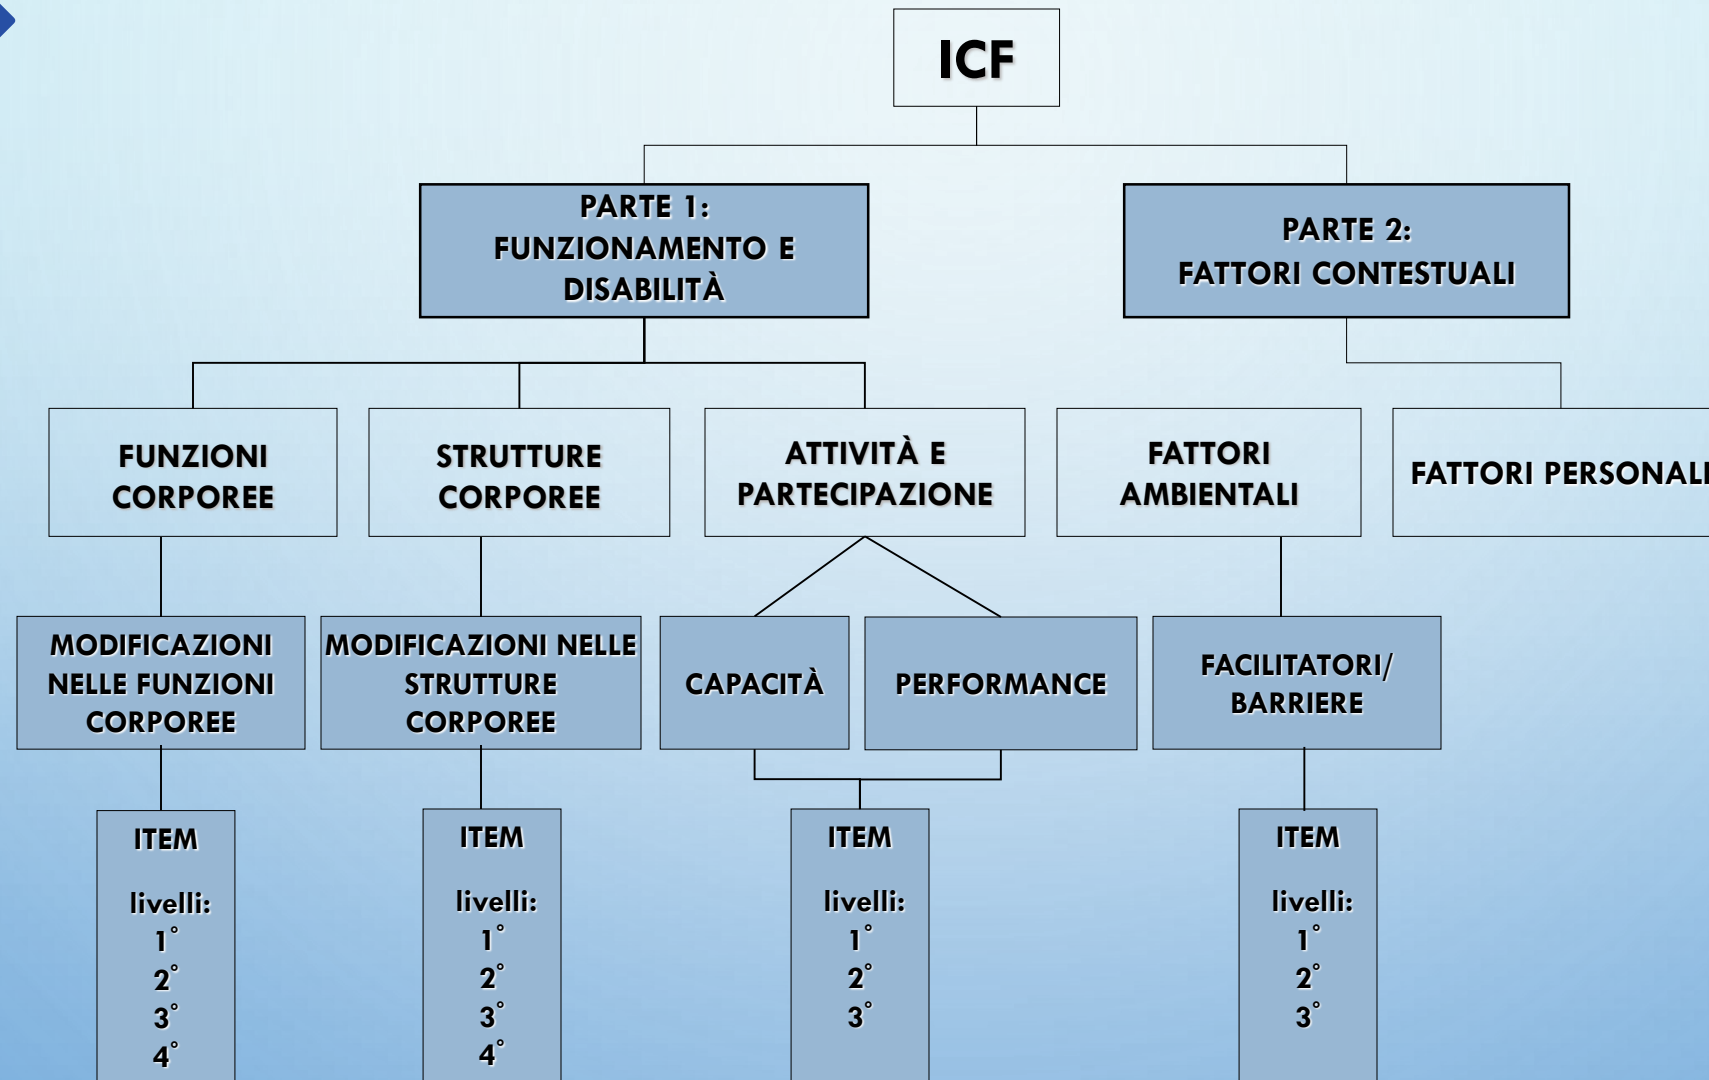 ICF
PARTE 1:
FUNZIONAMENTO E
DISABILITÀ
PARTE 2:
FATTORI CONTESTUALI
FUNZIONI
CORPOREE
STRUTTURE
CORPOREE
ATTIVITÀ E
PARTECIPAZIONE
FATTORI
AMBIENTALI
FATTORI PERSONALI
MODIFICAZIONI
NELLE FUNZIONI
CORPOREE
MODIFICAZIONI NELLE
STRUTTURE
CORPOREE
CAPACITÀ
PERFORMANCE
FACILITATORI/
BARRIERE
ITEM
livelli:
1°
2°
3°
4°
ITEM
livelli:
1°
2°
3°
4°
ITEM
livelli:
1°
2°
3°
ITEM
livelli:
1°
2°
3°